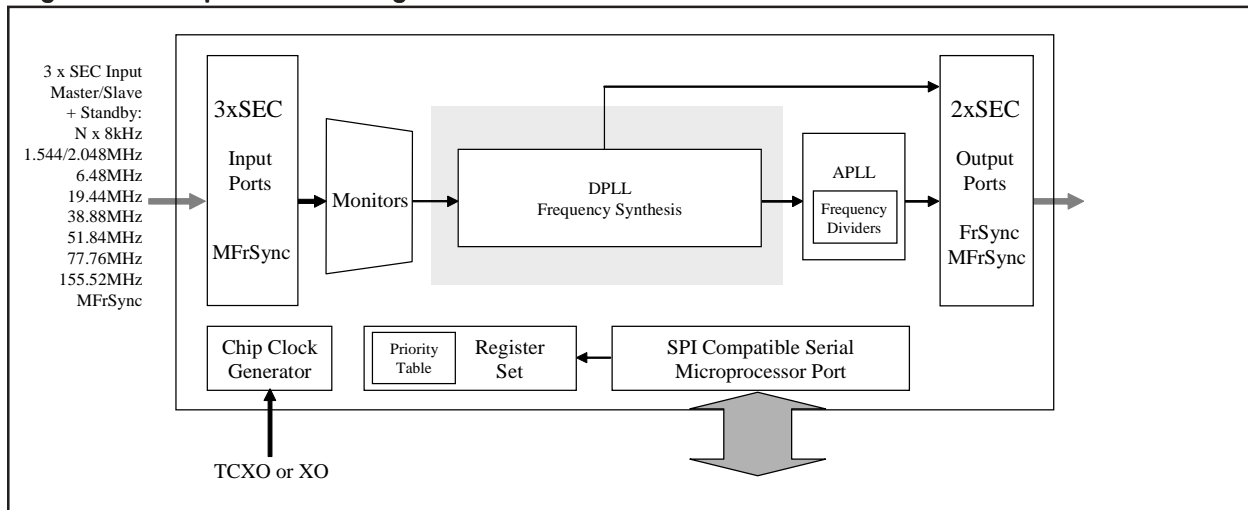 3 x SEC Input
Master/Slave
+ Standby:
N x 8kHz
1.544/2.048MHz
6.48MHz
19.44MHz
38.88MHz
51.84MHz
77.76MHz
155.52MHz
MFrSync
3xSEC
Input
Ports
MFrSync
Monitors
DPLL
Frequency Synthesis
APLL
Frequency
Dividers
2xSEC
Output
Ports
FrSync
MFrSync
Chip Clock
Generator
Priority
Table
Register
Set
SPI Compatible Serial
Microprocessor Port
TCXO or XO